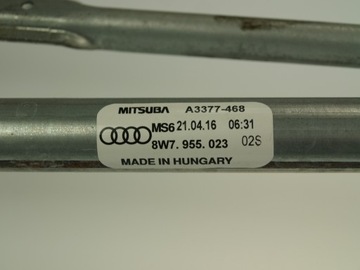 MITSUBA A3377-468
MS6 21.04.16 06:31
8W7. 955. 023 02S
MADE IN HUNGARY